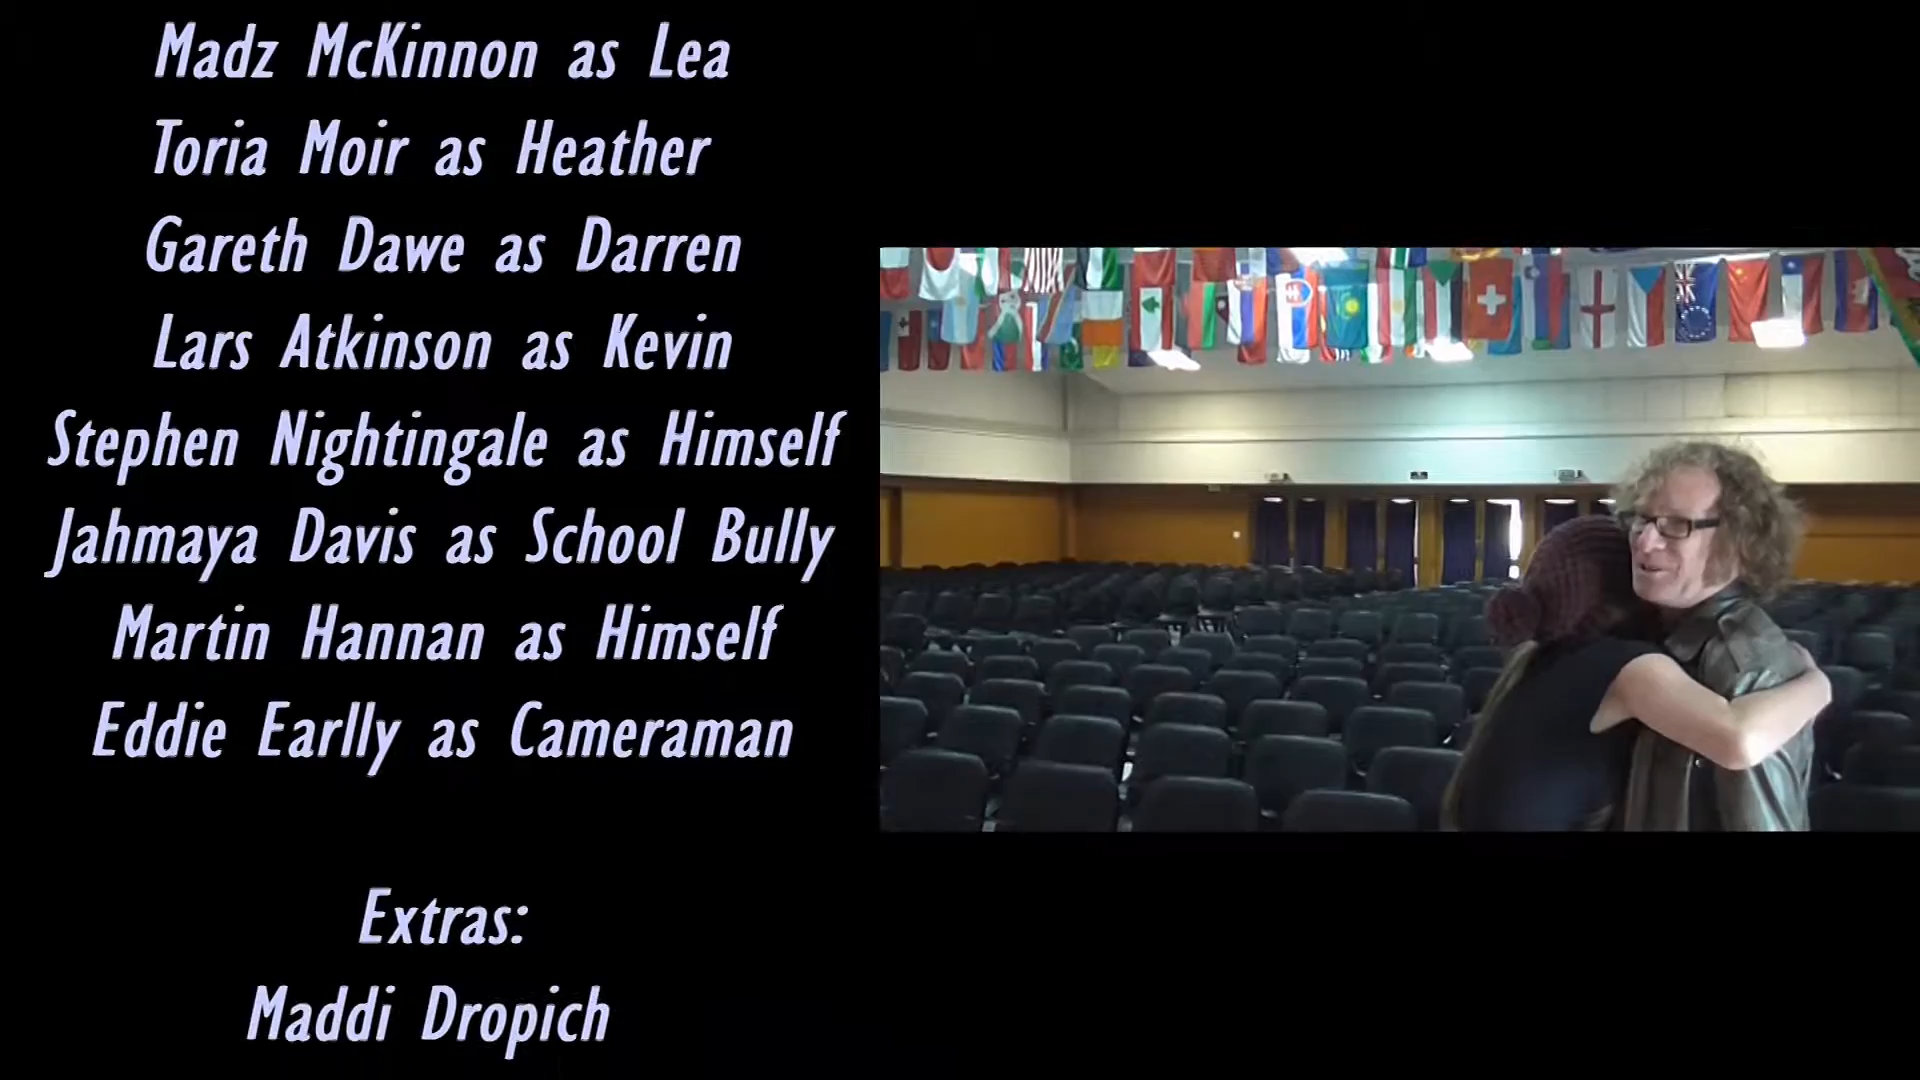 Madz McKinnon as Lea
Toria Moir as Heather
Gareth Dawe as Darren
Lars Atkinson as Kevin
Stephen Nightingale as Himself
Jahmaya Davis as School Bully
Martin Hannan as Himself
Eddie Earlly as Cameraman
Extras:
Maddi Dropich